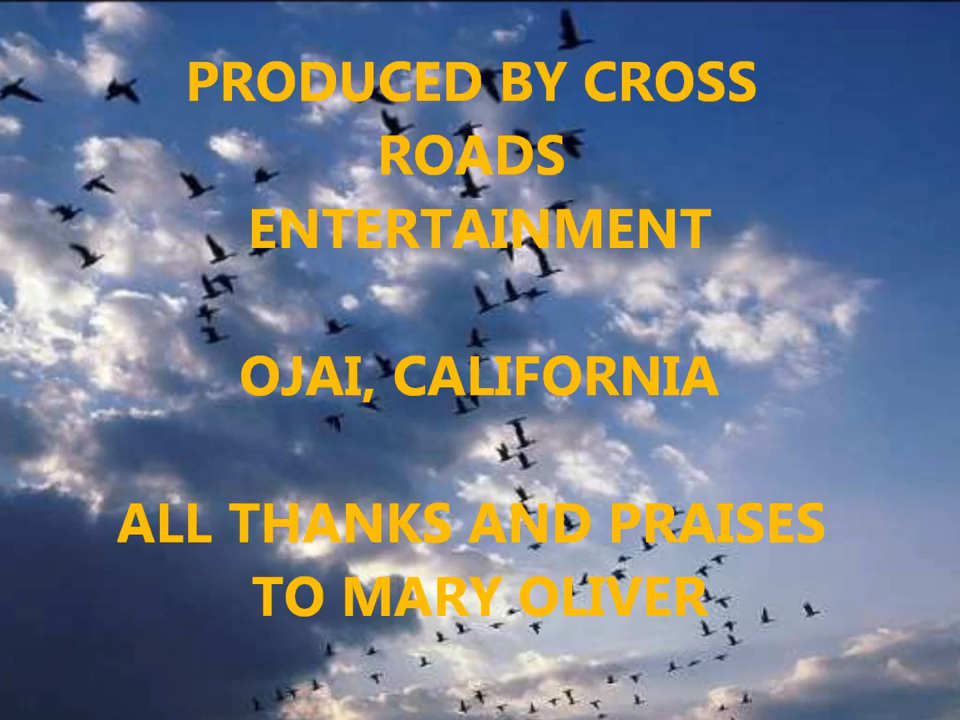 PRODUCED BY CROSS
ROADS
ENTERTAINMENT
OJAI, CALIFORNIA
ALL THANKS AND PRAISES
TO MARY OLIVER